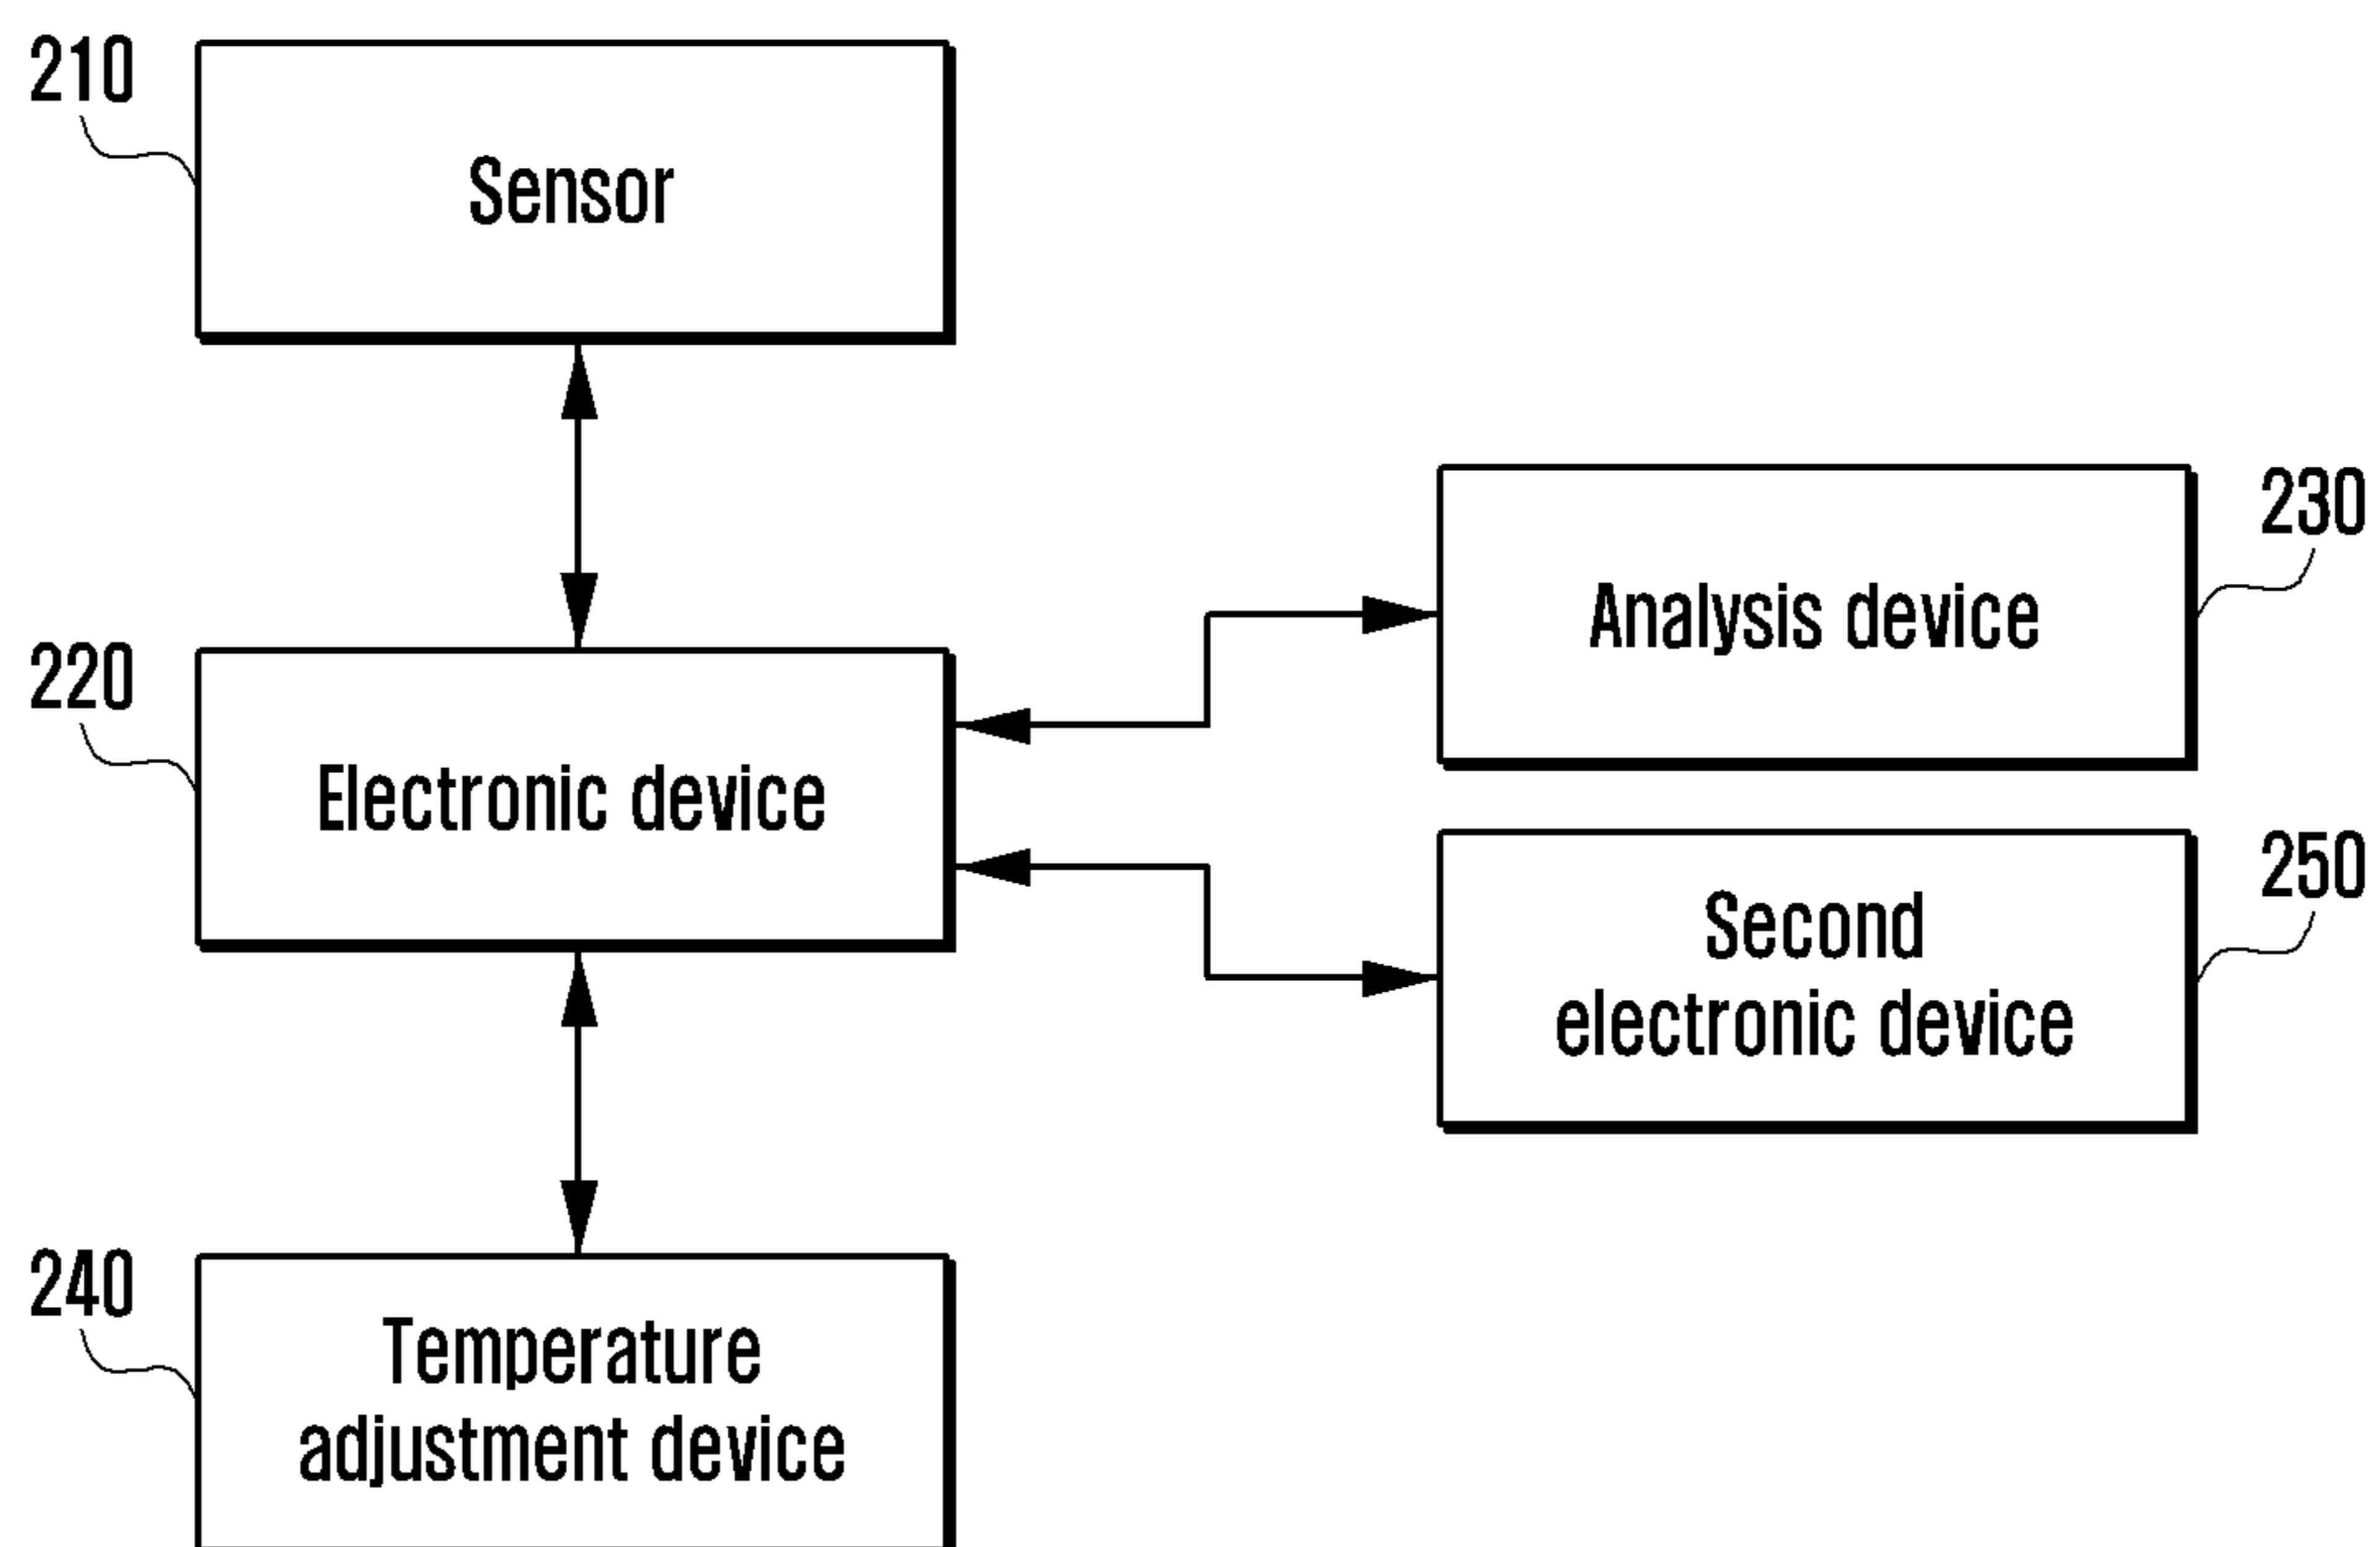 210
Sensor
220
Electronic device
230
Analysis device
250
Second
electronic device
240
Temperature
adjustment device